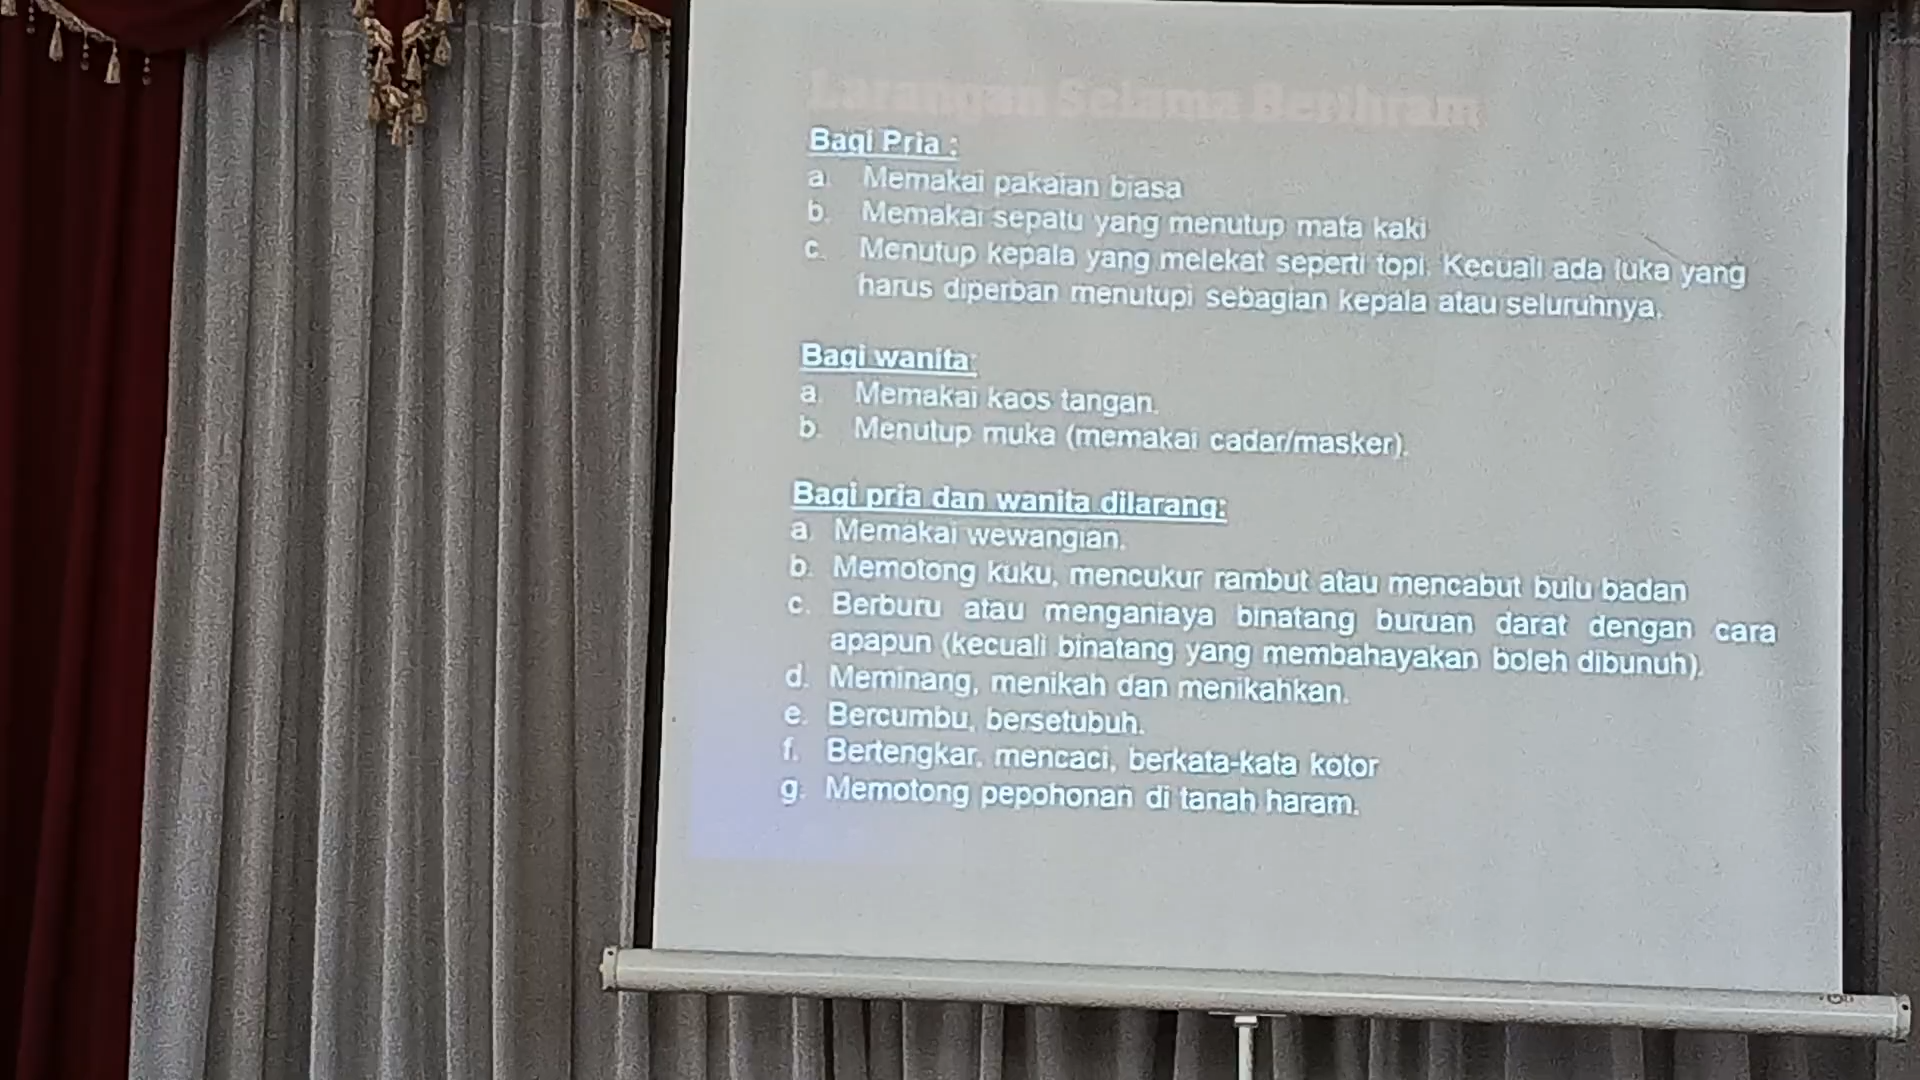 Larangan Selama Berihram
Bagi Pria :
a. Memakai pakaian biasa
b. Memakai sepatu yang menutup mata kaki
c. Menutup kepala yang melekat seperti topi. Kecuali ada luka yang
harus diperban menutupi sebagian kepala atau seluruhnya.
Bagi wanita:
a. Memakai kaos tangan.
b. Menutup muka (memakai cadar/masker).
Bagi pria dan wanita dilarang:
a. Memakai wewangian.
b. Memotong kuku, mencukur rambut atau mencabut bulu badan
c. Berburu atau menganiaya binatang buruan darat dengan cara
apapun (kecuali binatang yang membahayakan boleh dibunuh).
d. Meminang, menikah dan menikahkan.
e. Bercumbu, bersetubuh.
f. Bertengkar, mencaci, berkata-kata kotor
g. Memotong pepohonan di tanah haram.